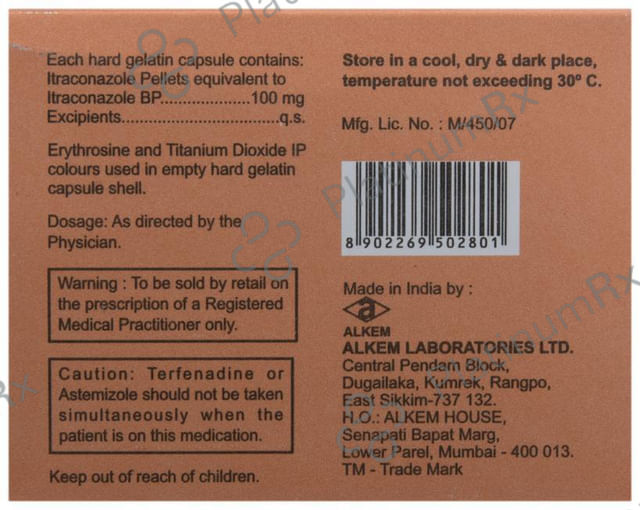 Each hard gelatin capsule contains:
Itraconazole Pellets equivalent to
Itraconazole BP....................100 mg
Excipients....................................q.s.
Erythrosine and Titanium Dioxide IP
colours used in empty hard gelatin
capsule shell.
Dosage: As directed by the
Physician.
Warning : To be sold by retail on
the prescription of a Registered
Medical Practitioner only.
Caution: Terfenadine or
Astemizole should not be taken
simultaneously when the
patient is on this medication.
Keep out of reach of children.
Store in a cool, dry & dark place,
temperature not exceeding 30º C.
Mfg. Lic. No. : M/450/07
8 902269 502801
Made in India by :
a
ALKEM
ALKEM LABORATORIES LTD.
Central Pendam Block,
Dugailaka, Kumrek, Rangpo,
East Sikkim-737 132.
H.O.: ALKEM HOUSE,
Senapati Bapat Marg,
Lower Parel, Mumbai - 400 013.
TM - Trade Mark
PlatinumRx
PlatinumRx
PlatinumRx
Rx